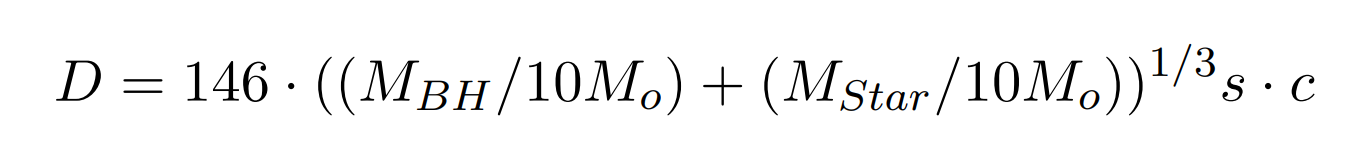 D = 146 · ((M_{BH}/10M_o) + (M_{Star}/10M_o))^{1/3} s · c